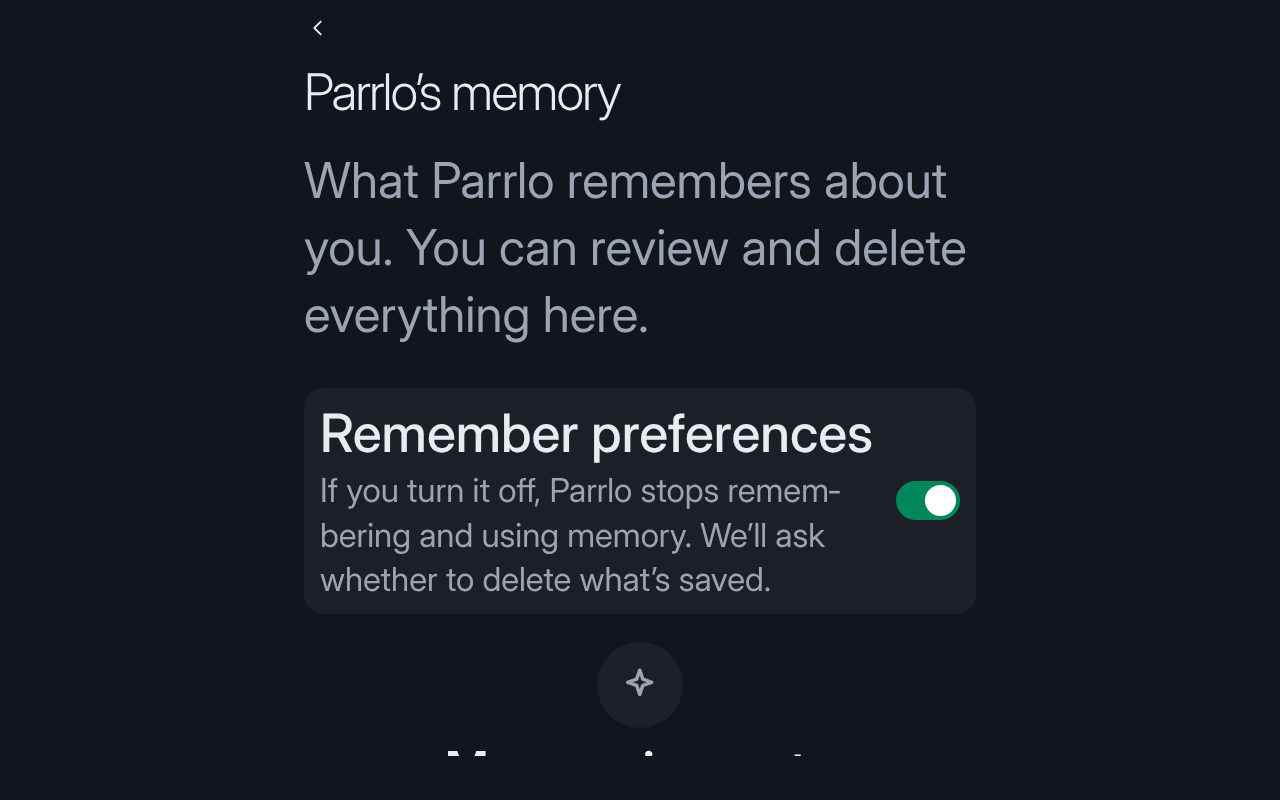 Parrlo’s memory
What Parrlo remembers about
you. You can review and delete
everything here.
Remember preferences
If you turn it off, Parrlo stops remem-
bering and using memory. We’ll ask
whether to delete what’s saved.